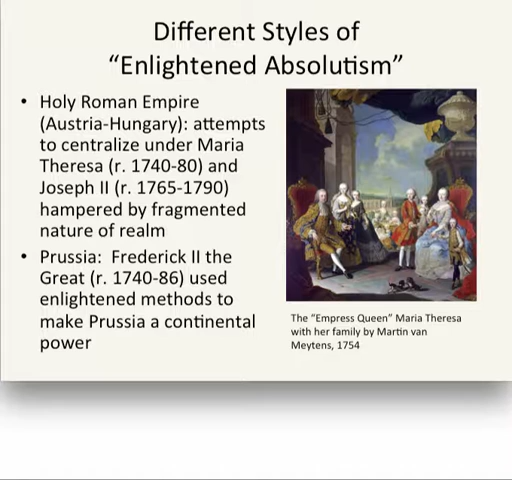 Different Styles of
“Enlightened Absolutism”
• Holy Roman Empire
(Austria-Hungary): attempts
to centralize under Maria
Theresa (r. 1740-80) and
Joseph II (r. 1765-1790)
hampered by fragmented
nature of realm
• Prussia: Frederick II the
Great (r. 1740-86) used
enlightened methods to
make Prussia a continental
power
The “Empress Queen” Maria Theresa
with her family by Martin van
Meytens, 1754